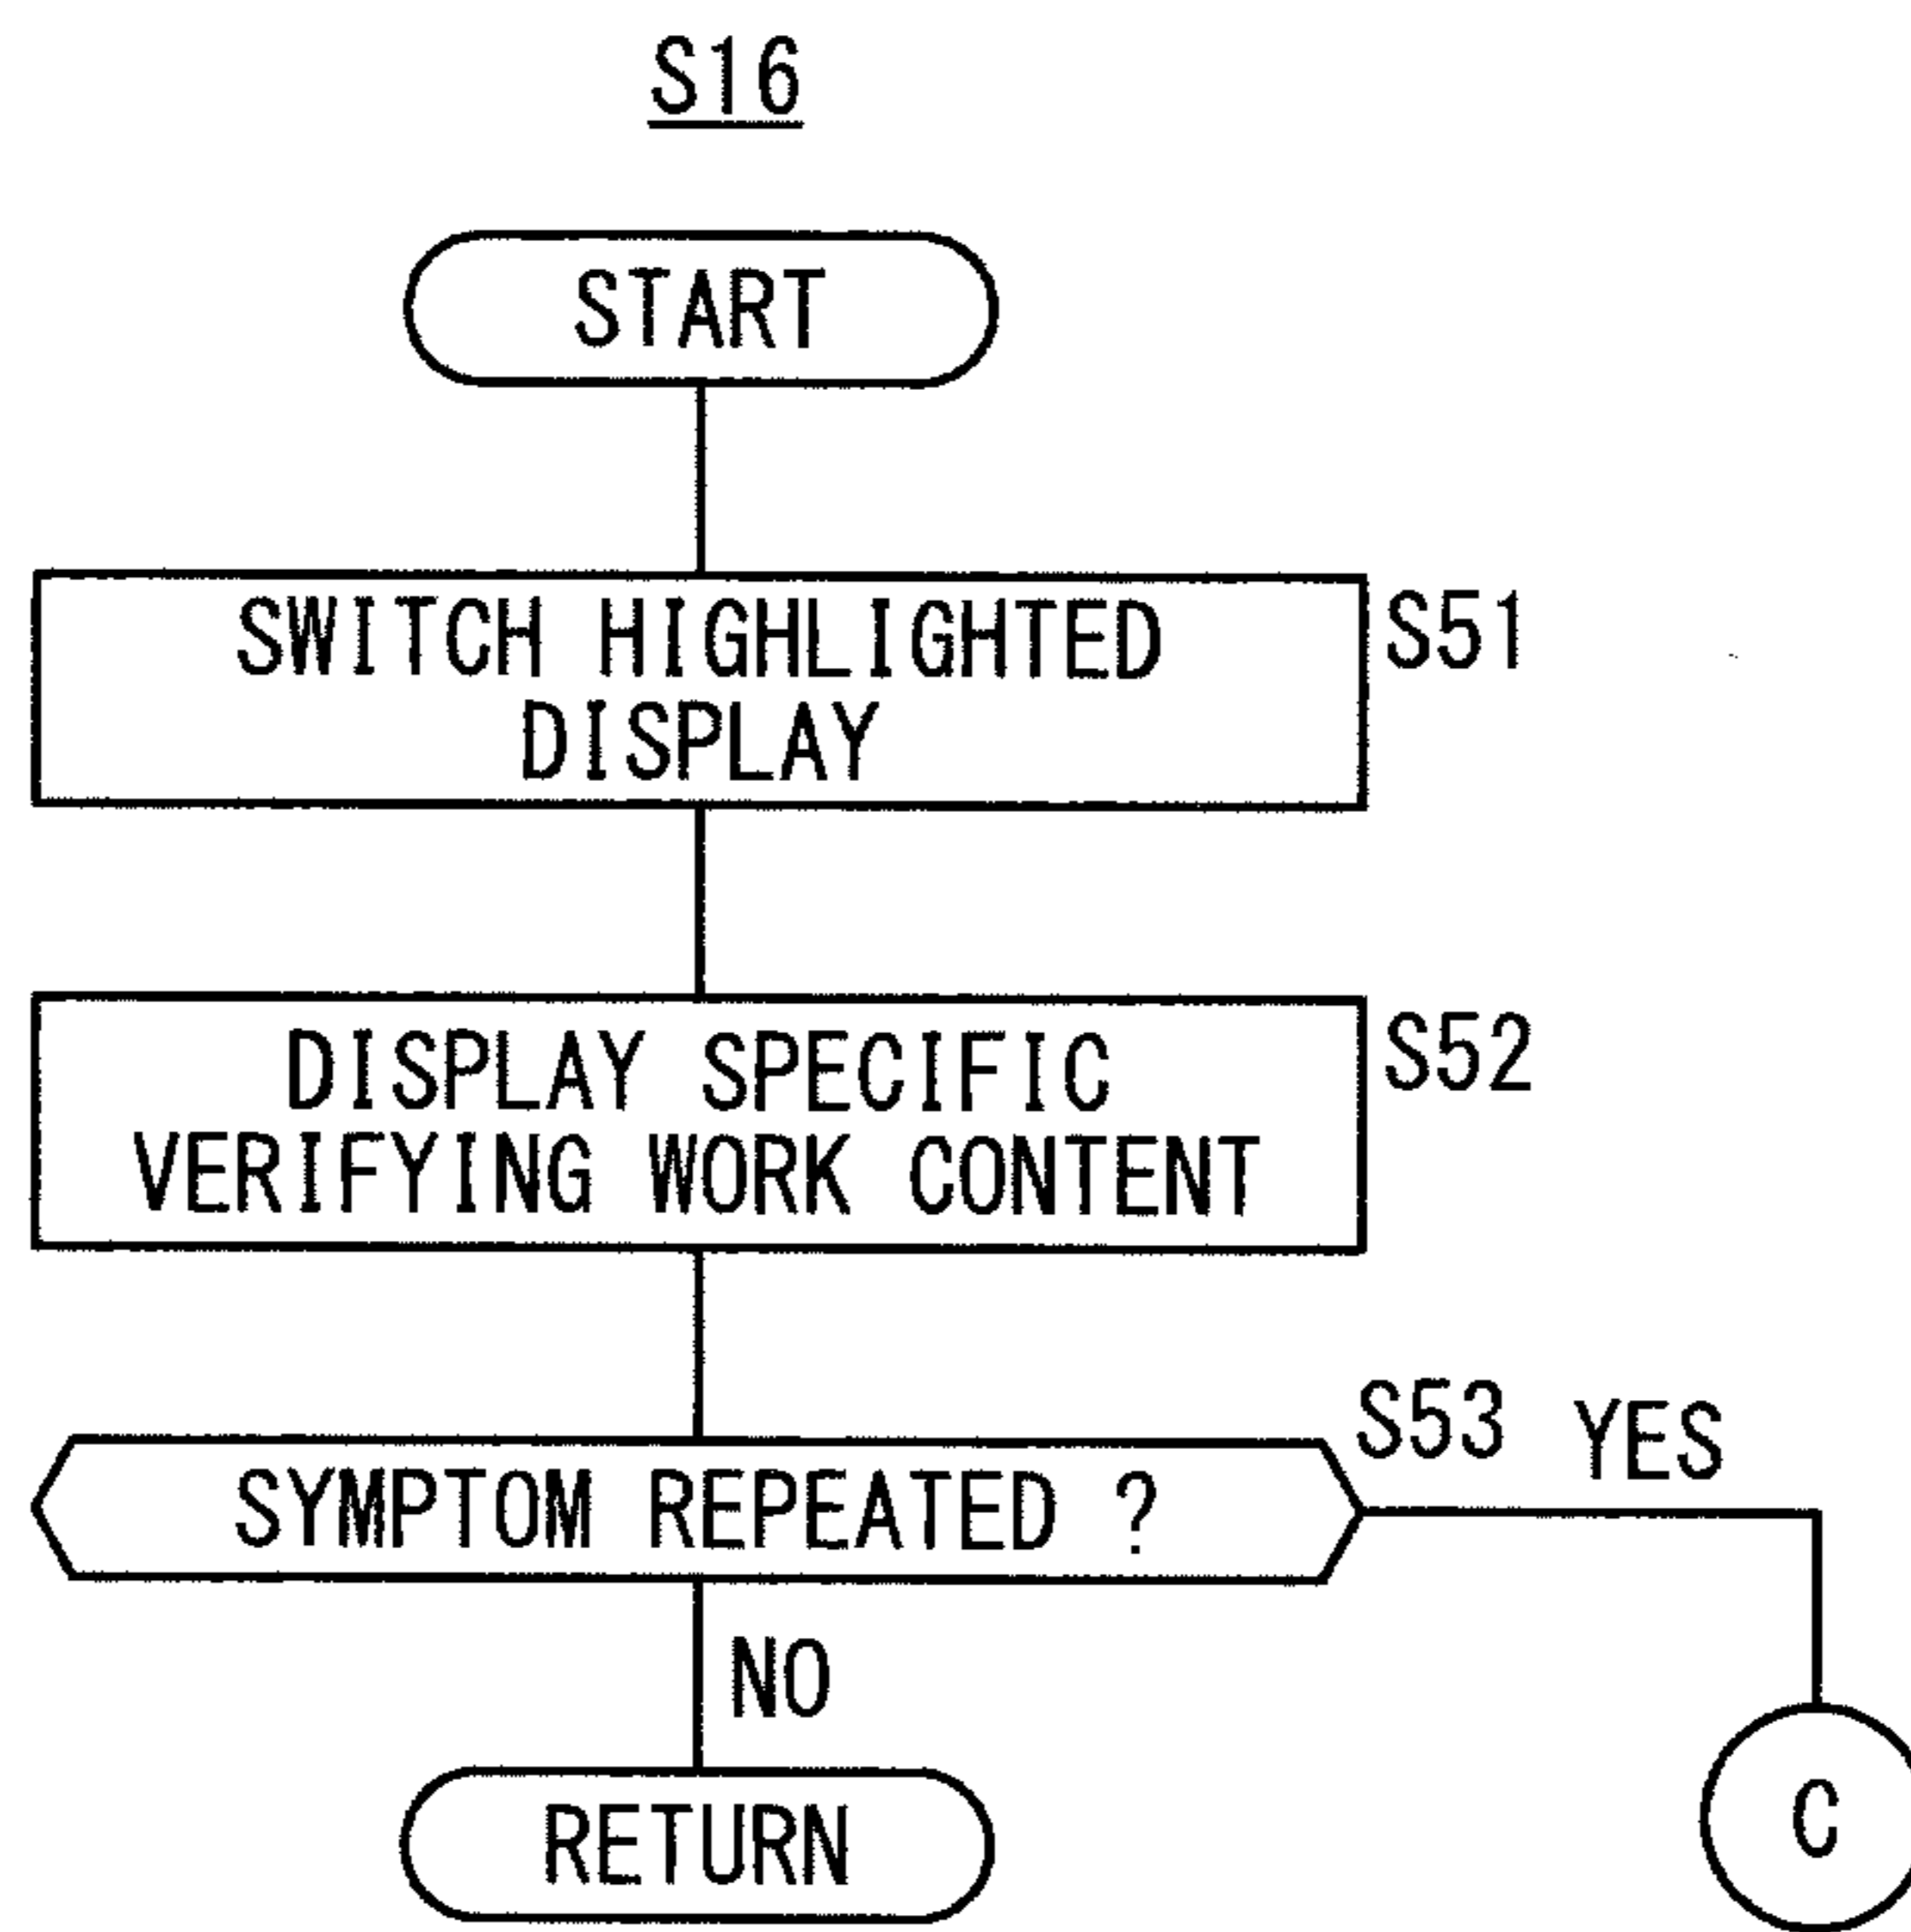 S16
START
SWITCH HIGHLIGHTED
DISPLAY
S51
DISPLAY SPECIFIC
VERIFYING WORK CONTENT
S52
SYMPTOM REPEATED ?
S53
YES
NO
RETURN
C